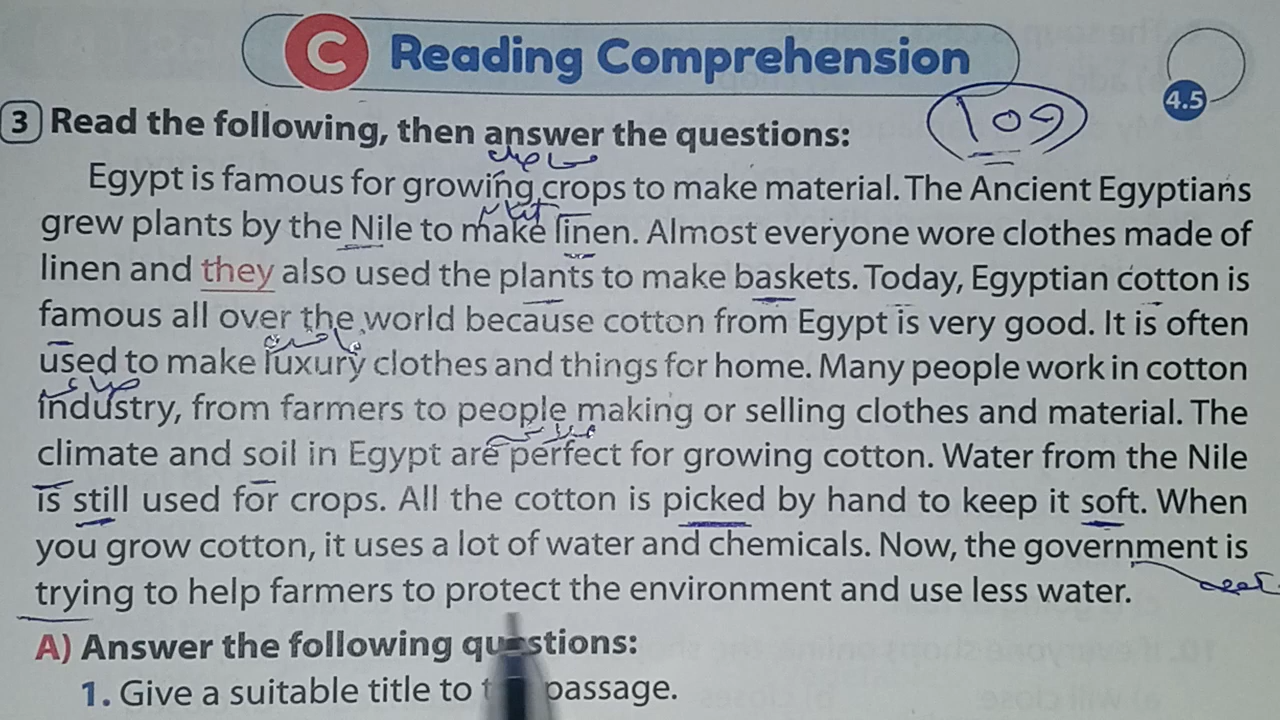 C Reading Comprehension
4.5
3 Read the following, then answer the questions:
١٥٩
محاصيل
Egypt is famous for growing crops to make material. The Ancient Egyptians
كتان
grew plants by the Nile to make linen. Almost everyone wore clothes made of
linen and they also used the plants to make baskets. Today, Egyptian cotton is
famous all over the world because cotton from Egypt is very good. It is often
فاخرة
used to make luxury clothes and things for home. Many people work in cotton
صناعة
industry, from farmers to people making or selling clothes and material. The
climate and soil in Egypt are perfect for growing cotton. Water from the Nile
is still used for crops. All the cotton is picked by hand to keep it soft. When
you grow cotton, it uses a lot of water and chemicals. Now, the government is
trying to help farmers to protect the environment and use less water.
A) Answer the following questions:
1. Give a suitable title to passage.